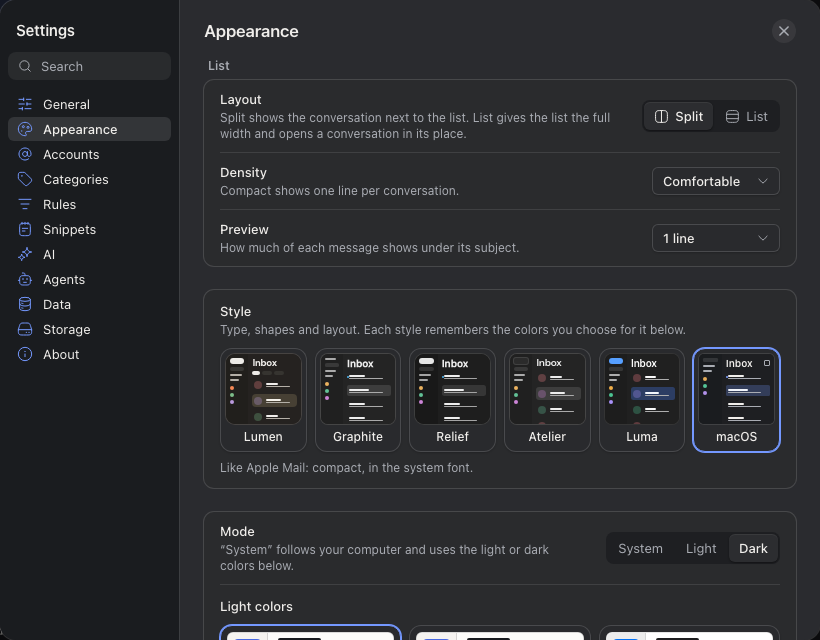 Settings
Search
General
Appearance
Accounts
Categories
Rules
Snippets
AI
Agents
Data
Storage
About
Appearance
List
Layout
Split shows the conversation next to the list. List gives the list the full
width and opens a conversation in its place.
Split
List
Density
Compact shows one line per conversation.
Comfortable
Preview
How much of each message shows under its subject.
1 line
Style
Type, shapes and layout. Each style remembers the colors you choose for it below.
Inbox
Inbox
Inbox
Inbox
Inbox
Inbox
Lumen
Graphite
Relief
Atelier
Luma
macOS
Like Apple Mail: compact, in the system font.
Mode
“System” follows your computer and uses the light or dark
colors below.
System
Light
Dark
Light colors